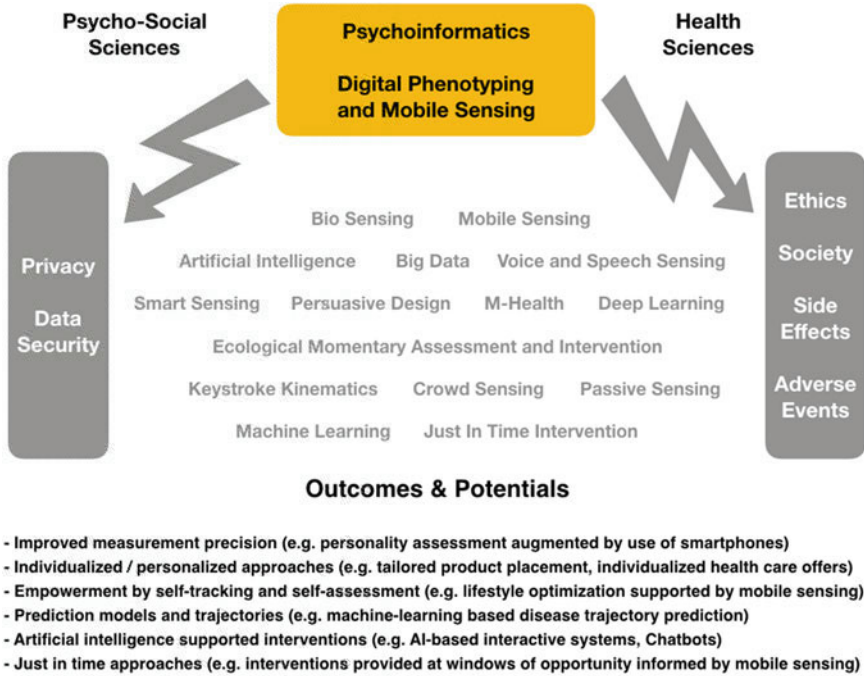 Psycho-Social
Sciences
Psychoinformatics
Digital Phenotyping
and Mobile Sensing
Health
Sciences
Privacy
Data
Security
Bio Sensing Mobile Sensing
Artificial Intelligence Big Data Voice and Speech Sensing
Smart Sensing Persuasive Design M-Health Deep Learning
Ecological Momentary Assessment and Intervention
Keystroke Kinematics Crowd Sensing Passive Sensing
Machine Learning Just In Time Intervention
Ethics
Society
Side
Effects
Adverse
Events
Outcomes & Potentials
- Improved measurement precision (e.g. personality assessment augmented by use of smartphones)
- Individualized / personalized approaches (e.g. tailored product placement, individualized health care offers)
- Empowerment by self-tracking and self-assessment (e.g. lifestyle optimization supported by mobile sensing)
- Prediction models and trajectories (e.g. machine-learning based disease trajectory prediction)
- Artificial intelligence supported interventions (e.g. AI-based interactive systems, Chatbots)
- Just in time approaches (e.g. interventions provided at windows of opportunity informed by mobile sensing)